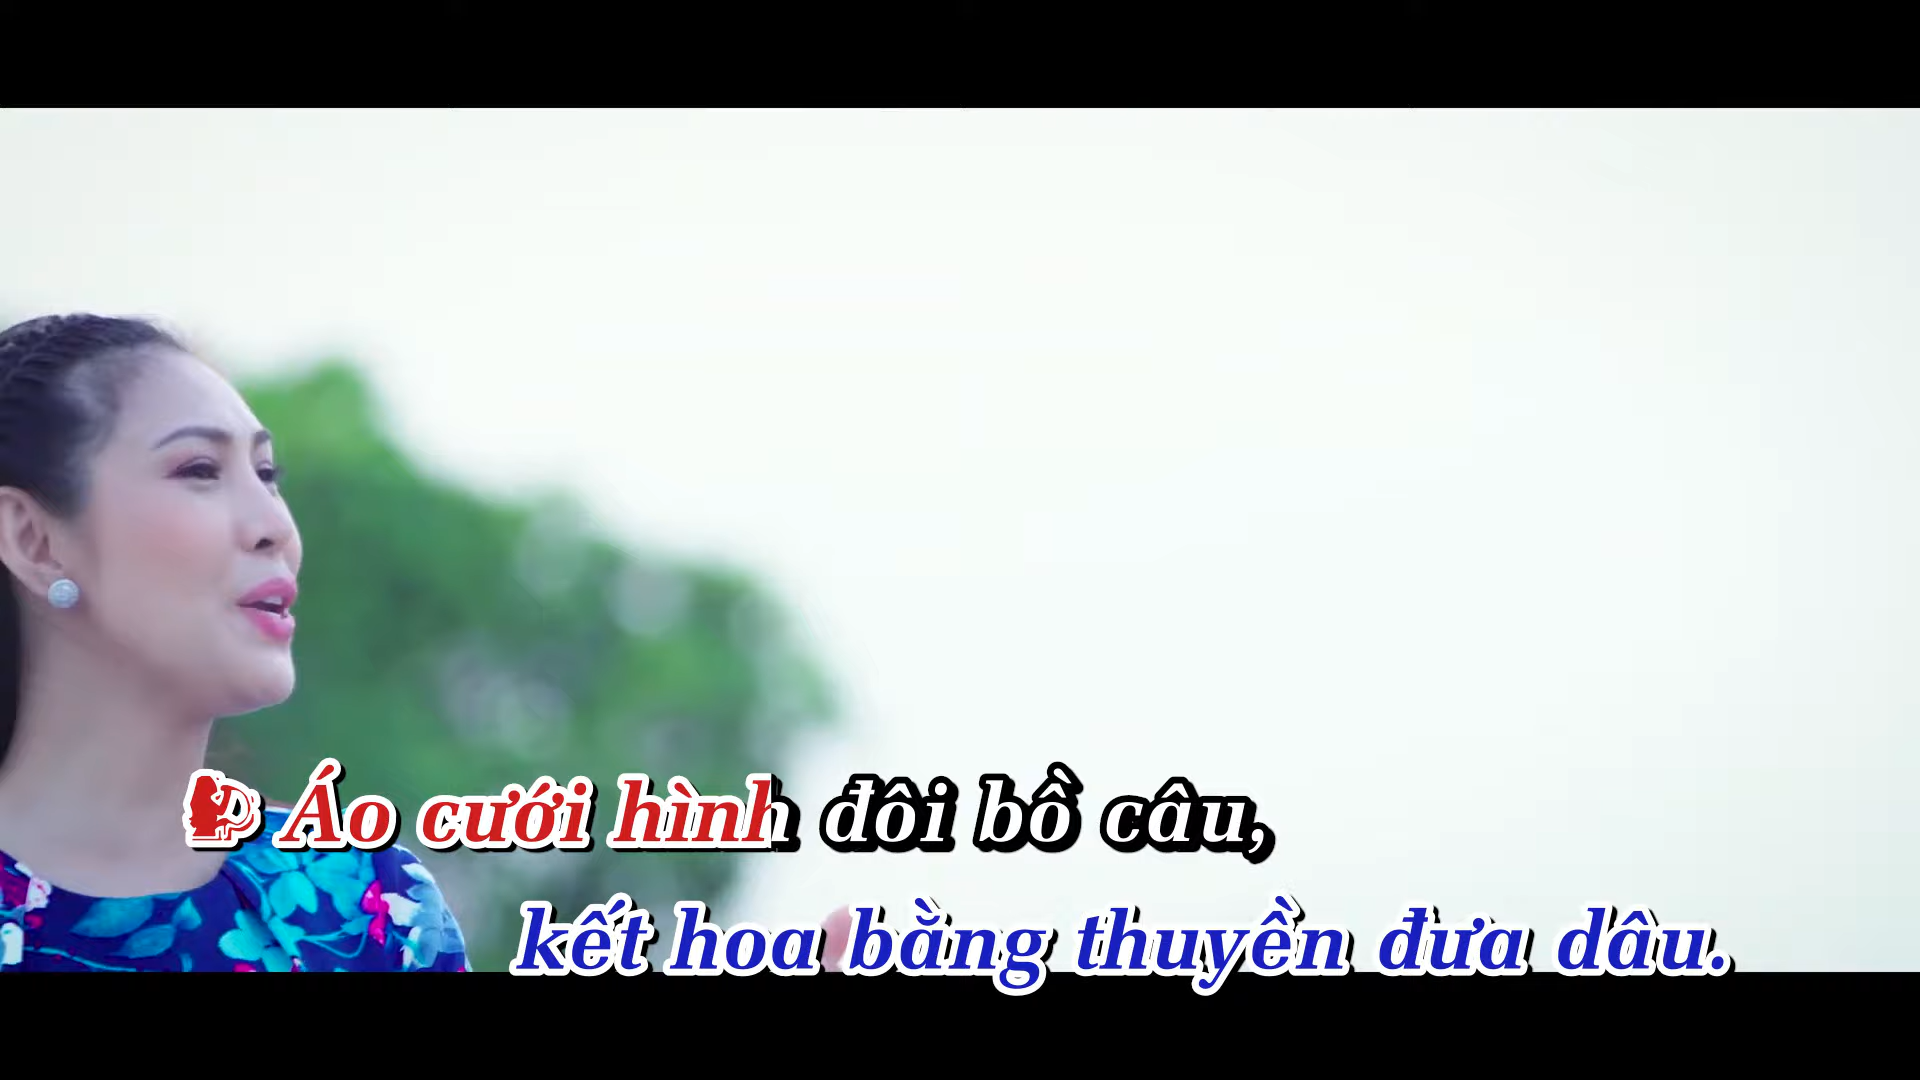 Áo cưới hình đôi bồ câu,
kết hoa bằng thuyền đưa dâu.